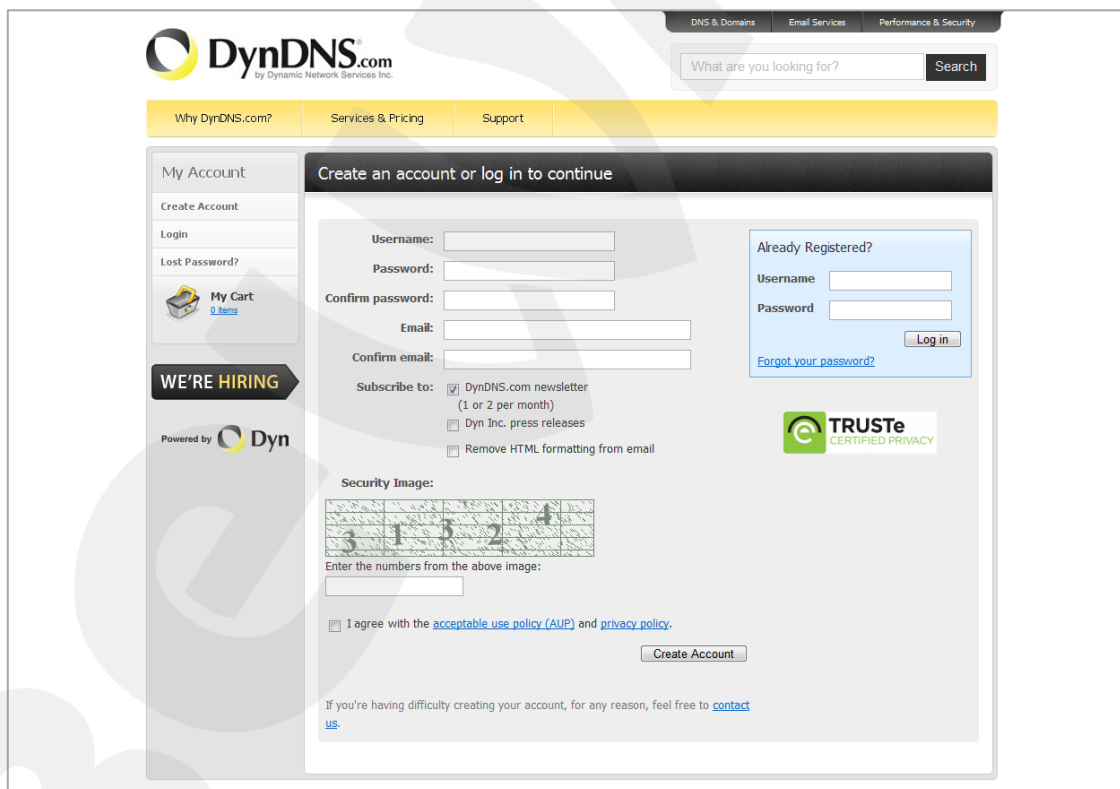 DNS & Domains
Email Services
Performance & Security
DynDNS.com
by Dynamic Network Services Inc.
What are you looking for?
Search
Why DynDNS.com?
Services & Pricing
Support
My Account
Create Account
Login
Lost Password?
My Cart
0 items
WE'RE HIRING
Powered by Dyn
Create an account or log in to continue
Username:
Password:
Confirm password:
Email:
Confirm email:
Subscribe to:
DynDNS.com newsletter
(1 or 2 per month)
Dyn Inc. press releases
Remove HTML formatting from email
Security Image:
3 1 3 2 4
Enter the numbers from the above image:
I agree with the acceptable use policy (AUP) and privacy policy.
Create Account
If you're having difficulty creating your account, for any reason, feel free to contact
us.
Already Registered?
Username
Password
Log in
Forgot your password?
TRUSTe
CERTIFIED PRIVACY